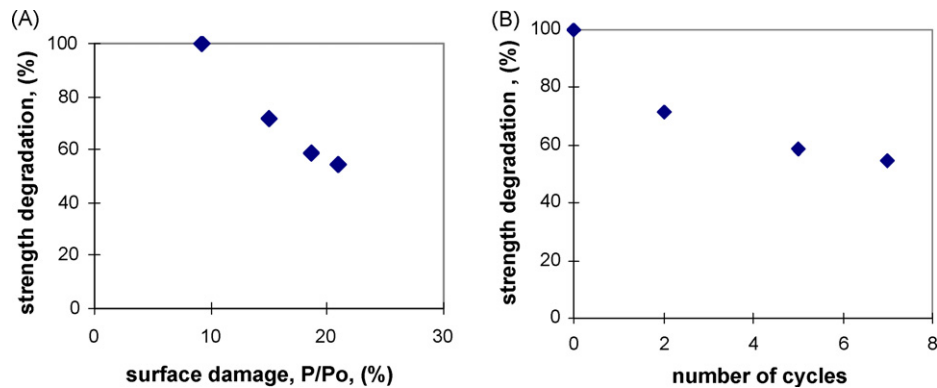 (A)
strength degradation, (%)
100
80
60
40
20
0
0 10 20 30
surface damage, P/Po, (%)
(B)
strength degradation , (%)
100
80
60
40
20
0
0 2 4 6 8
number of cycles